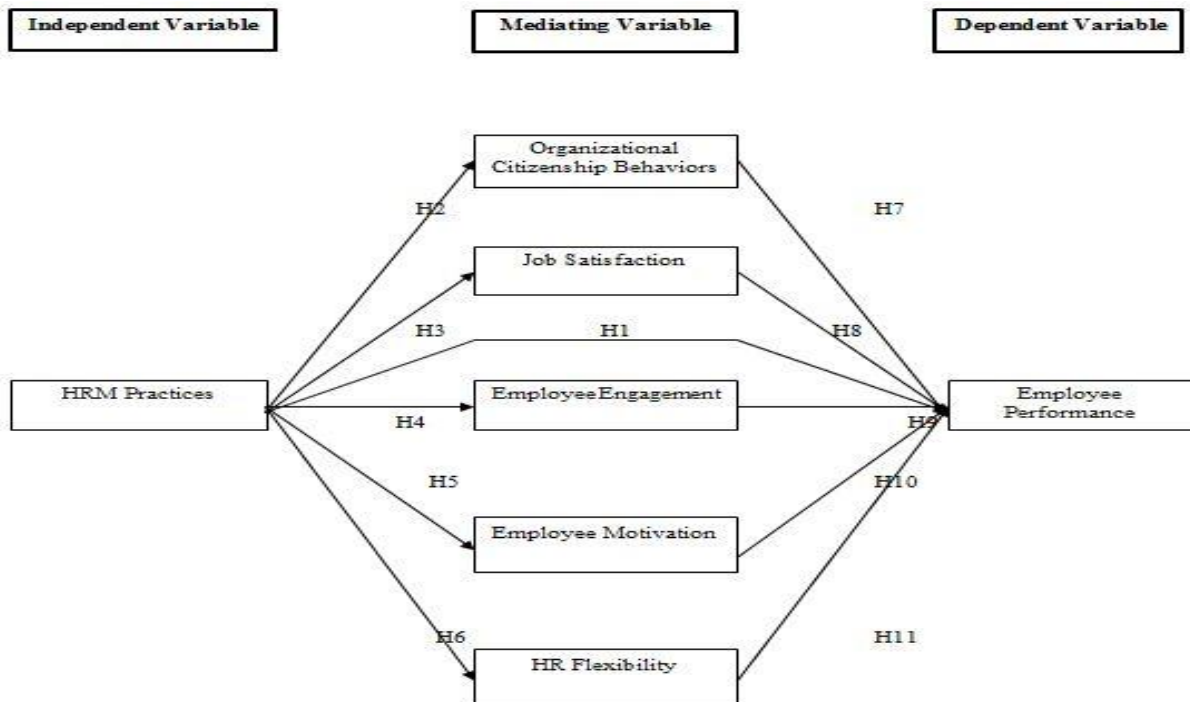 Independent Variable
Mediating Variable
Dependent Variable
Organizational
Citizenship Behaviors
H2
H7
Job Satisfaction
H3
H1
H8
HRM Practices
Employee Engagement
Employee
Performance
H4
H9
H5
H10
Employee Motivation
H6
H11
HR Flexibility